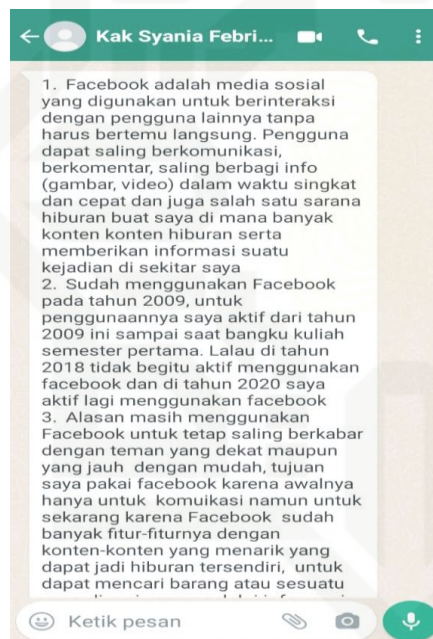 Kak Syania Febri...
1. Facebook adalah media sosial
yang digunakan untuk berinteraksi
dengan pengguna lainnya tanpa
harus bertemu langsung. Pengguna
dapat saling berkomunikasi,
berkomentar, saling berbagi info
(gambar, video) dalam waktu singkat
dan cepat dan juga salah satu sarana
hiburan buat saya di mana banyak
konten konten hiburan serta
memberikan informasi suatu
kejadian di sekitar saya
2. Sudah menggunakan Facebook
pada tahun 2009, untuk
penggunaannya saya aktif dari tahun
2009 ini sampai saat bangku kuliah
semester pertama. Lalau di tahun
2018 tidak begitu aktif menggunakan
facebook dan di tahun 2020 saya
aktif lagi menggunakan facebook
3. Alasan masih menggunakan
Facebook untuk tetap saling berkabar
dengan teman yang dekat maupun
yang jauh dengan mudah, tujuan
saya pakai facebook karena awalnya
hanya untuk komuikasi namun untuk
sekarang karena Facebook sudah
banyak fitur-fiturnya dengan
konten-konten yang menarik yang
dapat jadi hiburan tersendiri, untuk
dapat mencari barang atau sesuatu
Ketik pesan